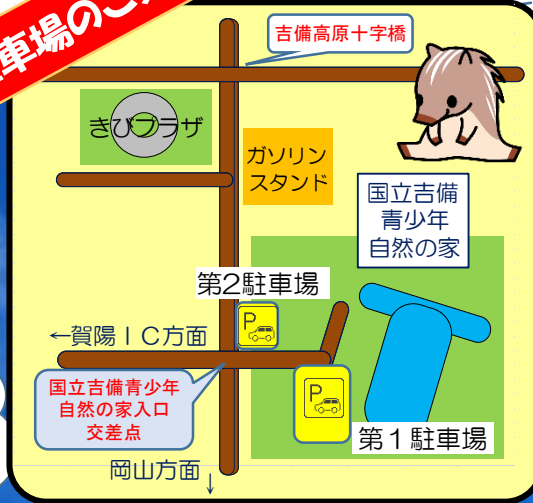 車場のご
吉備高原十字橋
きびプラザ
ガソリン
スタンド
国立吉備
青少年
自然の家
第2駐車場
P
←賀陽IC方面
国立吉備青少年
自然の家入口
交差点
P
第1駐車場
岡山方面↓